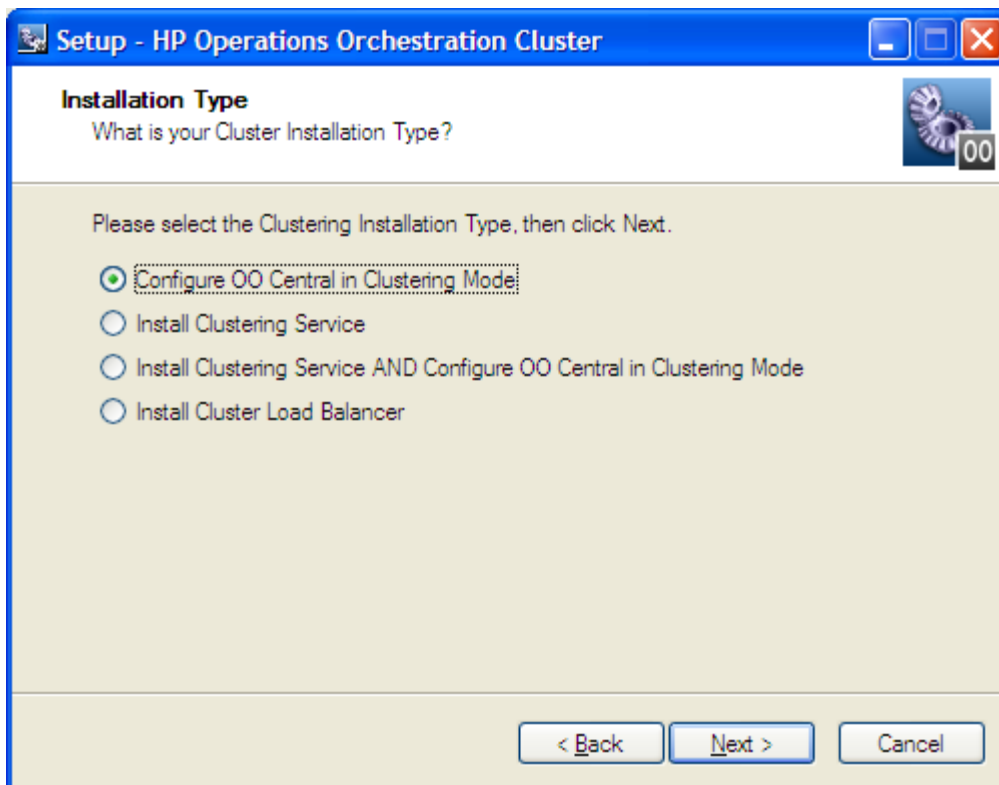 Setup - HP Operations Orchestration Cluster
Installation Type
What is your Cluster Installation Type?
OO
Please select the Clustering Installation Type, then click Next.
Configure OO Central in Clustering Mode
Install Clustering Service
Install Clustering Service AND Configure OO Central in Clustering Mode
Install Cluster Load Balancer
< Back
Next >
Cancel